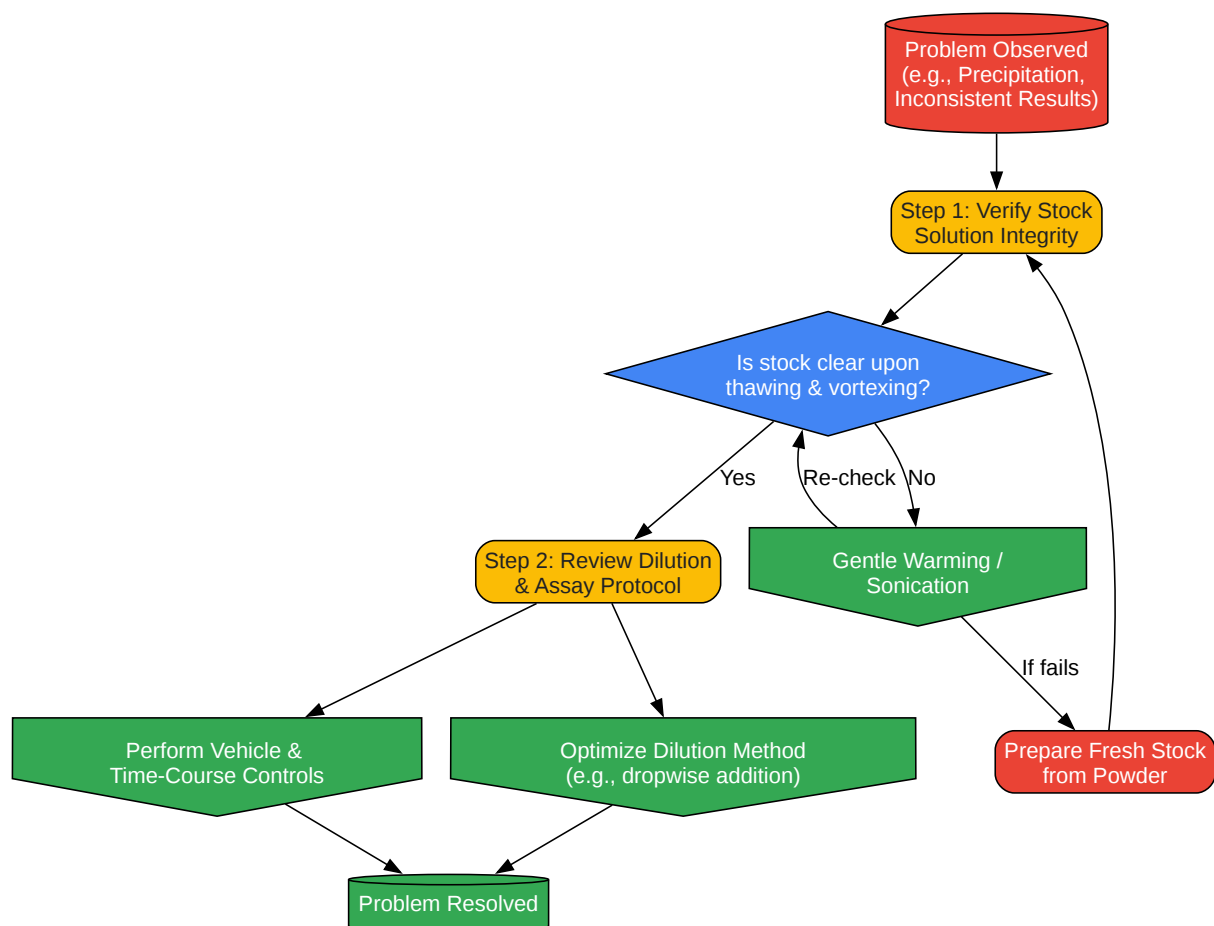 Problem Observed
(e.g., Precipitation,
Inconsistent Results)
Step 1: Verify Stock
Solution Integrity
Is stock clear upon
thawing & vortexing?
Yes
Re-check
No
Step 2: Review Dilution
& Assay Protocol
Gentle Warming /
Sonication
If fails
Perform Vehicle &
Time-Course Controls
Optimize Dilution Method
(e.g., dropwise addition)
Prepare Fresh Stock
from Powder
Problem Resolved